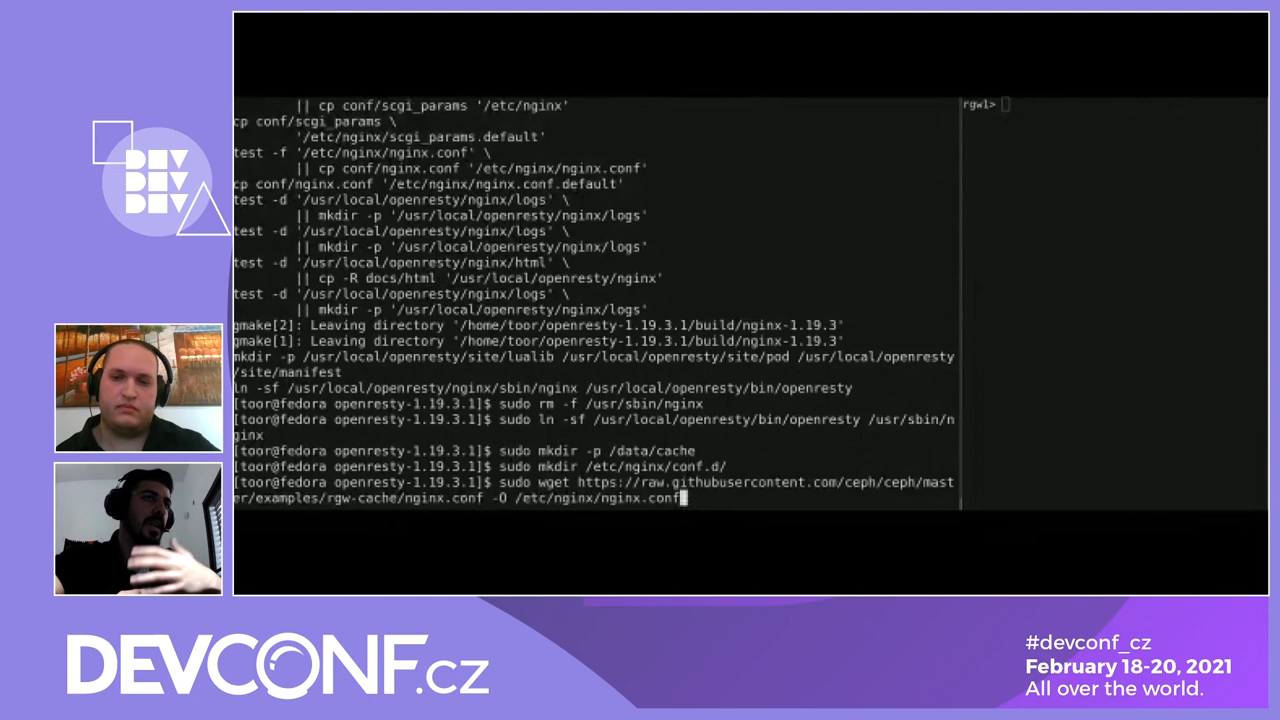 DEV
DEV
DEV
|| cp conf/scgi_params '/etc/nginx'
cp conf/scgi_params \
'/etc/nginx/scgi_params.default'
test -f '/etc/nginx/nginx.conf' \
|| cp conf/nginx.conf '/etc/nginx/nginx.conf'
cp conf/nginx.conf '/etc/nginx/nginx.conf.default'
test -d '/usr/local/openresty/nginx/logs' \
|| mkdir -p '/usr/local/openresty/nginx/logs'
test -d '/usr/local/openresty/nginx/logs' \
|| mkdir -p '/usr/local/openresty/nginx/logs'
test -d '/usr/local/openresty/nginx/html' \
|| cp -R docs/html '/usr/local/openresty/nginx'
test -d '/usr/local/openresty/nginx/logs' \
|| mkdir -p '/usr/local/openresty/nginx/logs'
gmake[2]: Leaving directory '/home/toor/openresty-1.19.3.1/build/nginx-1.19.3'
gmake[1]: Leaving directory '/home/toor/openresty-1.19.3.1/build/nginx-1.19.3'
mkdir -p /usr/local/openresty/site/lualib /usr/local/openresty/site/pod /usr/local/openresty
/site/manifest
ln -sf /usr/local/openresty/nginx/sbin/nginx /usr/local/openresty/bin/openresty
[toor@fedora openresty-1.19.3.1]$ sudo rm -f /usr/sbin/nginx
[toor@fedora openresty-1.19.3.1]$ sudo ln -sf /usr/local/openresty/bin/openresty /usr/sbin/n
ginx
[toor@fedora openresty-1.19.3.1]$ sudo mkdir -p /data/cache
[toor@fedora openresty-1.19.3.1]$ sudo mkdir /etc/nginx/conf.d/
[toor@fedora openresty-1.19.3.1]$ sudo wget https://raw.githubusercontent.com/ceph/ceph/mast
er/examples/rgw-cache/nginx.conf -O /etc/nginx/nginx.conf
rgw1>
DEVCONF.cz
#devconf_cz
February 18-20, 2021
All over the world.